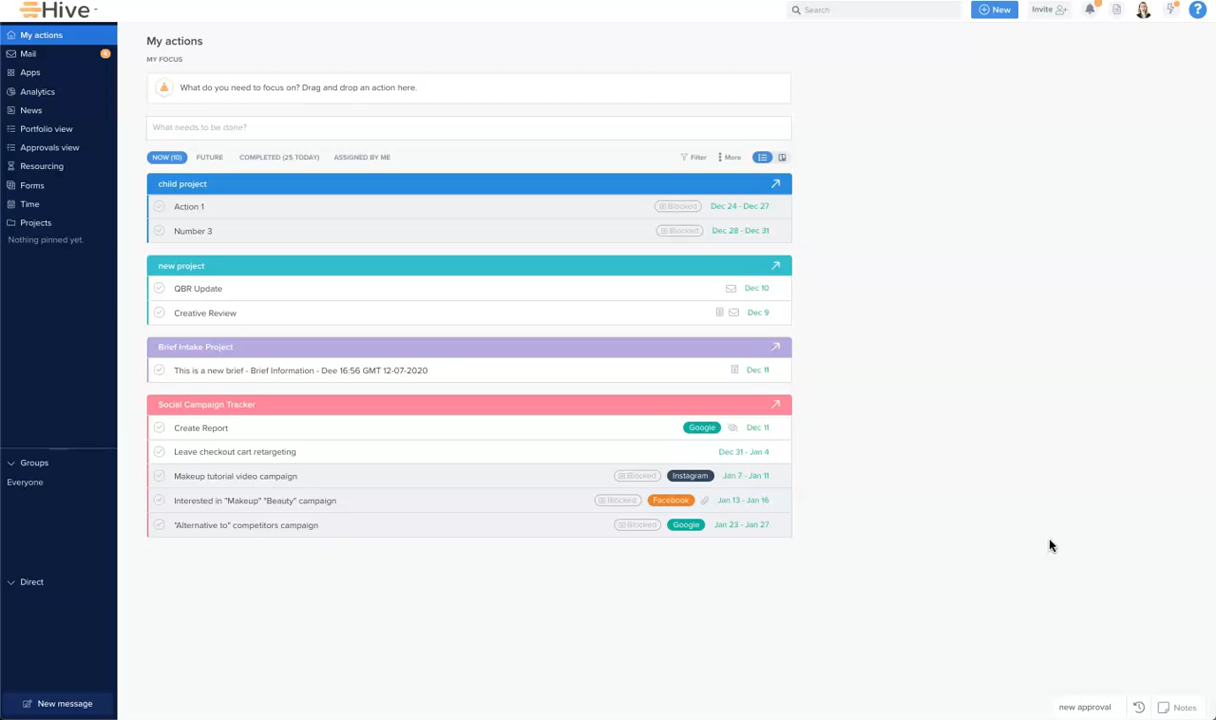 Hive
Search
New
Invite
?
My actions
Mail
4
Apps
Analytics
News
Portfolio view
Approvals view
Resourcing
Forms
Time
Projects
Nothing pinned yet.
Groups
Everyone
Direct
New message
My actions
MY FOCUS
What do you need to focus on? Drag and drop an action here.
What needs to be done?
NOW (10) FUTURE COMPLETED (25 TODAY) ASSIGNED BY ME Filter More
child project
Action 1 Blocked Dec 24 - Dec 27
Number 3 Blocked Dec 28 - Dec 31
new project
QBR Update Dec 10
Creative Review Dec 9
Brief Intake Project
This is a new brief - Brief Information - Dee 16:56 GMT 12-07-2020 Dec 11
Social Campaign Tracker
Create Report Google Dec 11
Leave checkout cart retargeting Dec 31 - Jan 4
Makeup tutorial video campaign Blocked Instagram Jan 7 - Jan 11
Interested in "Makeup" "Beauty" campaign Blocked Facebook Jan 13 - Jan 16
"Alternative to" competitors campaign Blocked Google Jan 23 - Jan 27
new approval
Notes